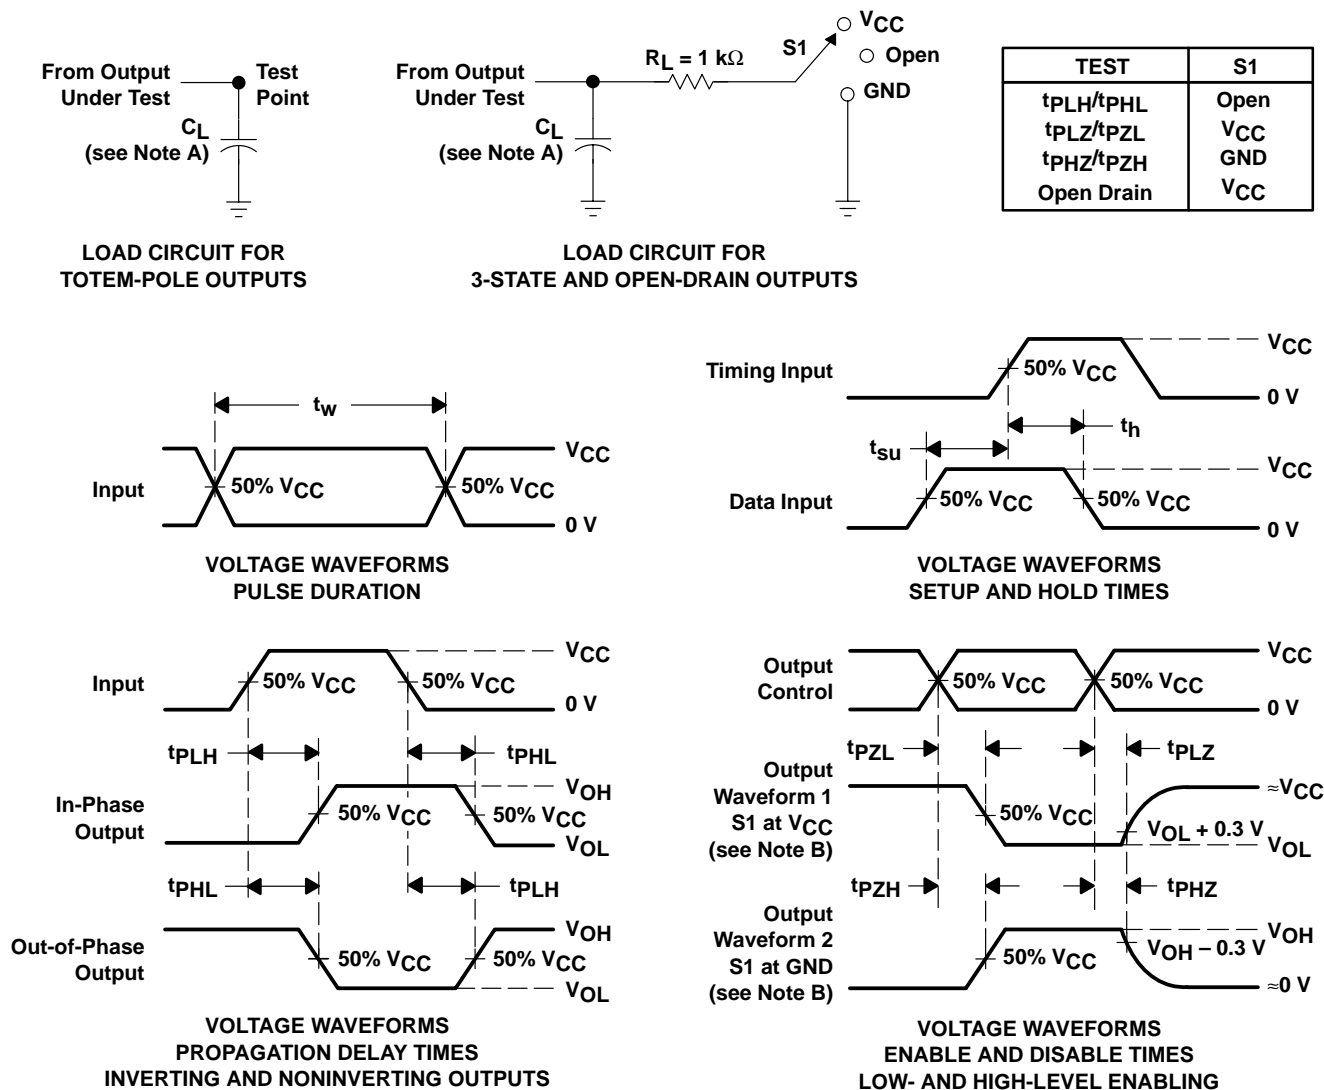 From Output
Under Test
Test
Point
CL
(see Note A)
LOAD CIRCUIT FOR
TOTEM-POLE OUTPUTS
From Output
Under Test
RL = 1 kΩ
S1
VCC
Open
GND
CL
(see Note A)
LOAD CIRCUIT FOR
3-STATE AND OPEN-DRAIN OUTPUTS
TEST S1
tPLH/tPHL Open
tPLZ/tPZL VCC
tPHZ/tPZH GND
Open Drain VCC
tw
Input
50% VCC
50% VCC
VCC
0 V
VOLTAGE WAVEFORMS
PULSE DURATION
Timing Input
50% VCC
VCC
0 V
tsu
th
Data Input
50% VCC
50% VCC
VCC
0 V
VOLTAGE WAVEFORMS
SETUP AND HOLD TIMES
Input
50% VCC
50% VCC
VCC
0 V
tPLH
tPHL
In-Phase
Output
50% VCC
50% VCC
VOH
VOL
tPHL
tPLH
Out-of-Phase
Output
50% VCC
50% VCC
VOH
VOL
VOLTAGE WAVEFORMS
PROPAGATION DELAY TIMES
INVERTING AND NONINVERTING OUTPUTS
Output
Control
50% VCC
50% VCC
VCC
0 V
tPZL
tPLZ
Output
Waveform 1
S1 at VCC
(see Note B)
50% VCC
VOL + 0.3 V
≈VCC
VOL
tPZH
tPHZ
Output
Waveform 2
S1 at GND
(see Note B)
50% VCC
VOH − 0.3 V
VOH
≈0 V
VOLTAGE WAVEFORMS
ENABLE AND DISABLE TIMES
LOW- AND HIGH-LEVEL ENABLING